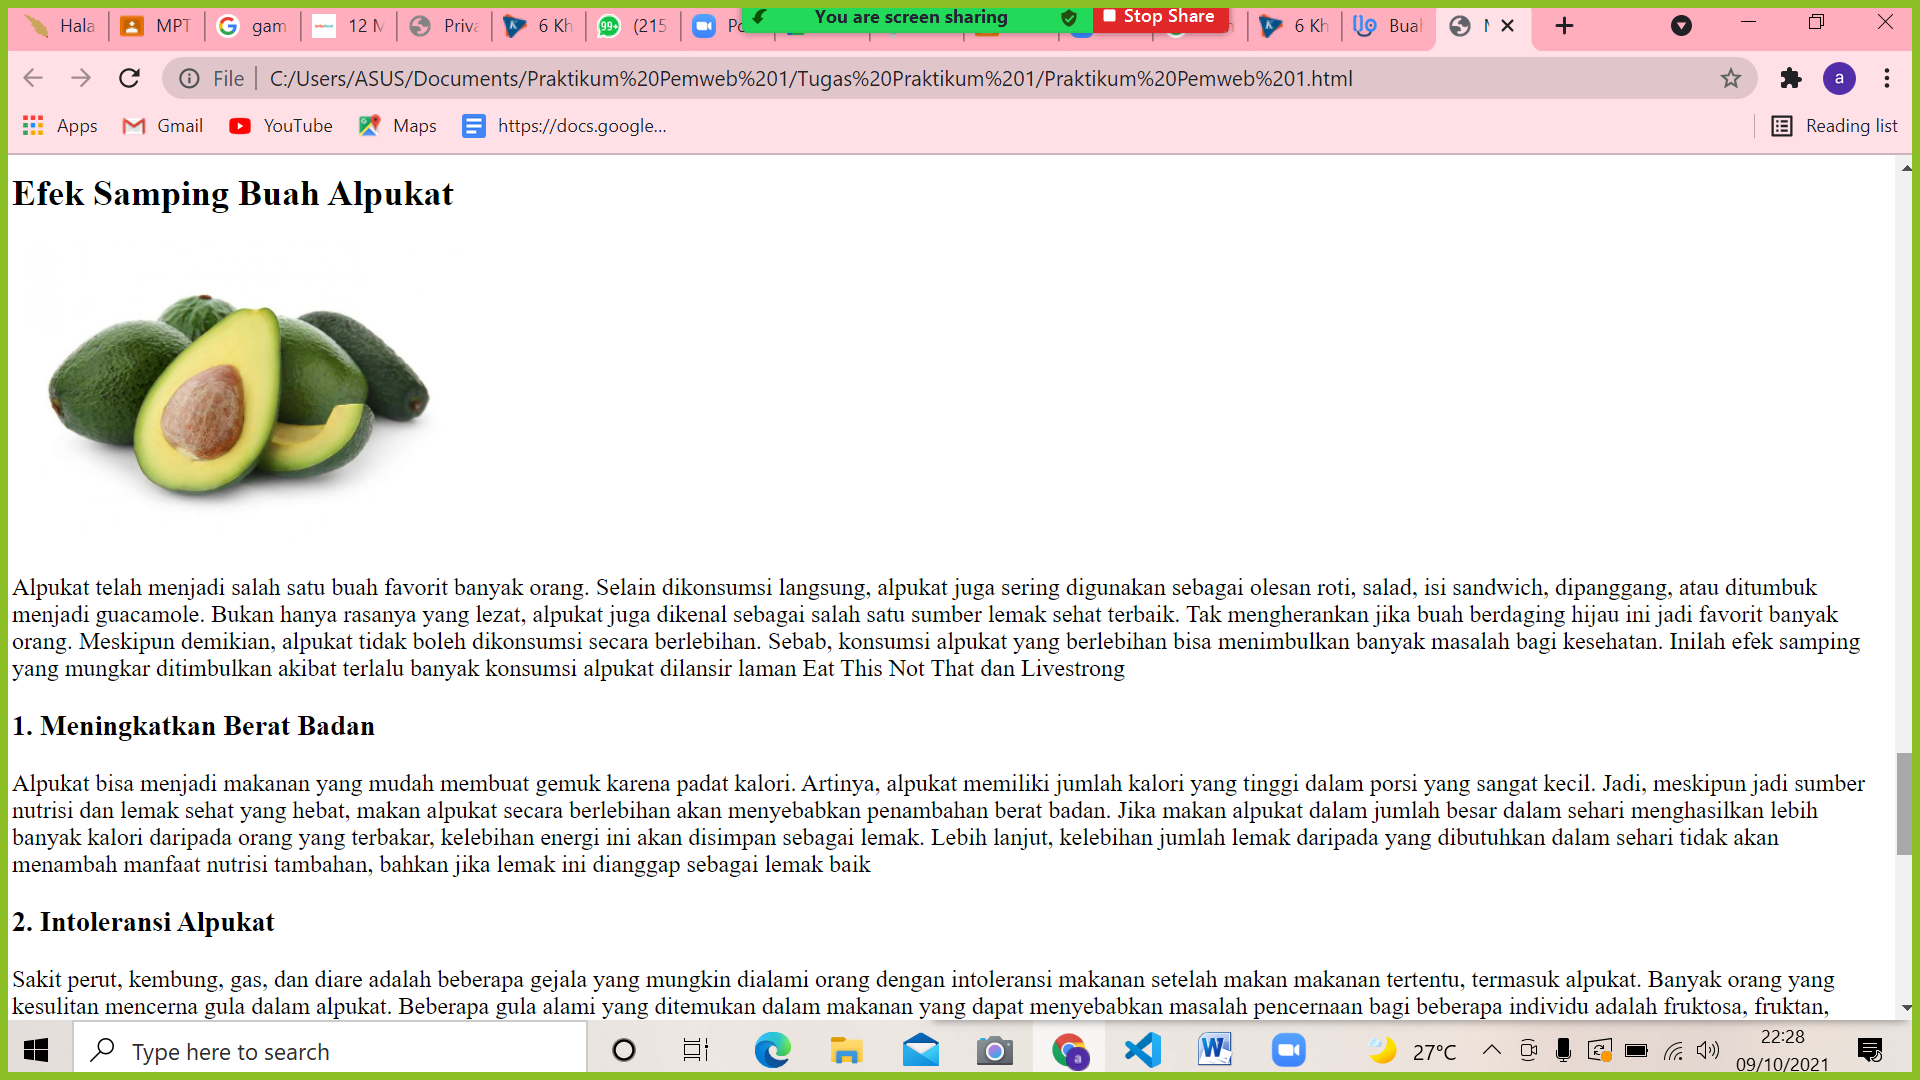 Hala MPT gam 12 M Priva 6 Kh (215 Po You are screen sharing Stop Share 6 Kh Buah
File C:/Users/ASUS/Documents/Praktikum%20Pemweb%201/Tugas%20Praktikum%201/Praktikum%20Pemweb%201.html a
Apps Gmail YouTube Maps https://docs.google... Reading list
Efek Samping Buah Alpukat
Alpukat telah menjadi salah satu buah favorit banyak orang. Selain dikonsumsi langsung, alpukat juga sering digunakan sebagai olesan roti, salad, isi sandwich, dipanggang, atau ditumbuk
menjadi guacamole. Bukan hanya rasanya yang lezat, alpukat juga dikenal sebagai salah satu sumber lemak sehat terbaik. Tak mengherankan jika buah berdaging hijau ini jadi favorit banyak
orang. Meskipun demikian, alpukat tidak boleh dikonsumsi secara berlebihan. Sebab, konsumsi alpukat yang berlebihan bisa menimbulkan banyak masalah bagi kesehatan. Inilah efek samping
yang mungkar ditimbulkan akibat terlalu banyak konsumsi alpukat dilansir laman Eat This Not That dan Livestrong
1. Meningkatkan Berat Badan
Alpukat bisa menjadi makanan yang mudah membuat gemuk karena padat kalori. Artinya, alpukat memiliki jumlah kalori yang tinggi dalam porsi yang sangat kecil. Jadi, meskipun jadi sumber
nutrisi dan lemak sehat yang hebat, makan alpukat secara berlebihan akan menyebabkan penambahan berat badan. Jika makan alpukat dalam jumlah besar dalam sehari menghasilkan lebih
banyak kalori daripada orang yang terbakar, kelebihan energi ini akan disimpan sebagai lemak. Lebih lanjut, kelebihan jumlah lemak daripada yang dibutuhkan dalam sehari tidak akan
menambah manfaat nutrisi tambahan, bahkan jika lemak ini dianggap sebagai lemak baik
2. Intoleransi Alpukat
Sakit perut, kembung, gas, dan diare adalah beberapa gejala yang mungkin dialami orang dengan intoleransi makanan setelah makan makanan tertentu, termasuk alpukat. Banyak orang yang
kesulitan mencerna gula dalam alpukat. Beberapa gula alami yang ditemukan dalam makanan yang dapat menyebabkan masalah pencernaan bagi beberapa individu adalah fruktosa, fruktan,
Type here to search 27°C 22:28
09/10/2021